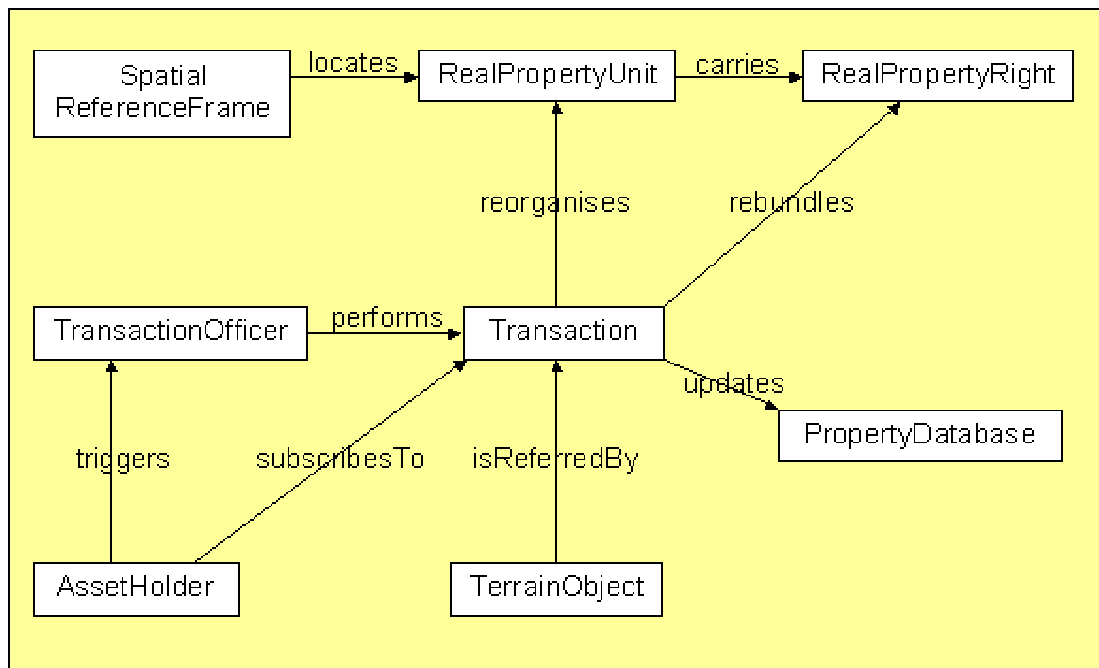 Spatial
ReferenceFrame
locates
RealPropertyUnit
carries
RealPropertyRight
reorganises
rebundles
TransactionOfficer
performs
Transaction
updates
PropertyDatabase
triggers
subscribesTo
isReferredBy
AssetHolder
TerrainObject